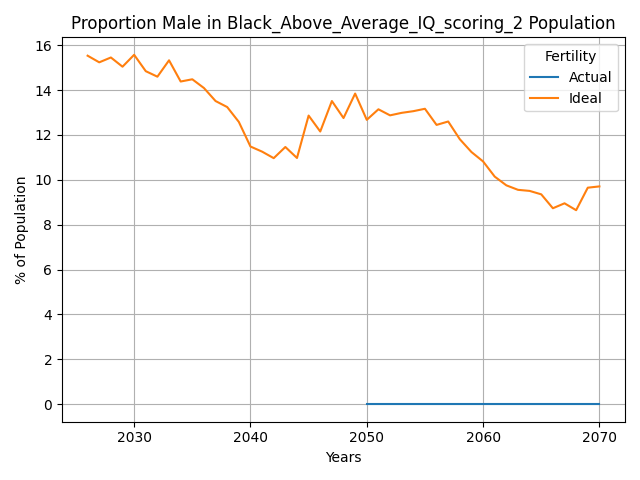 Proportion Male in Black_Above_Average_IQ_scoring_2 Population
Fertility
Actual
Ideal
% of Population
16
14
12
10
8
6
4
2
0
2030 2040 2050 2060 2070
Years